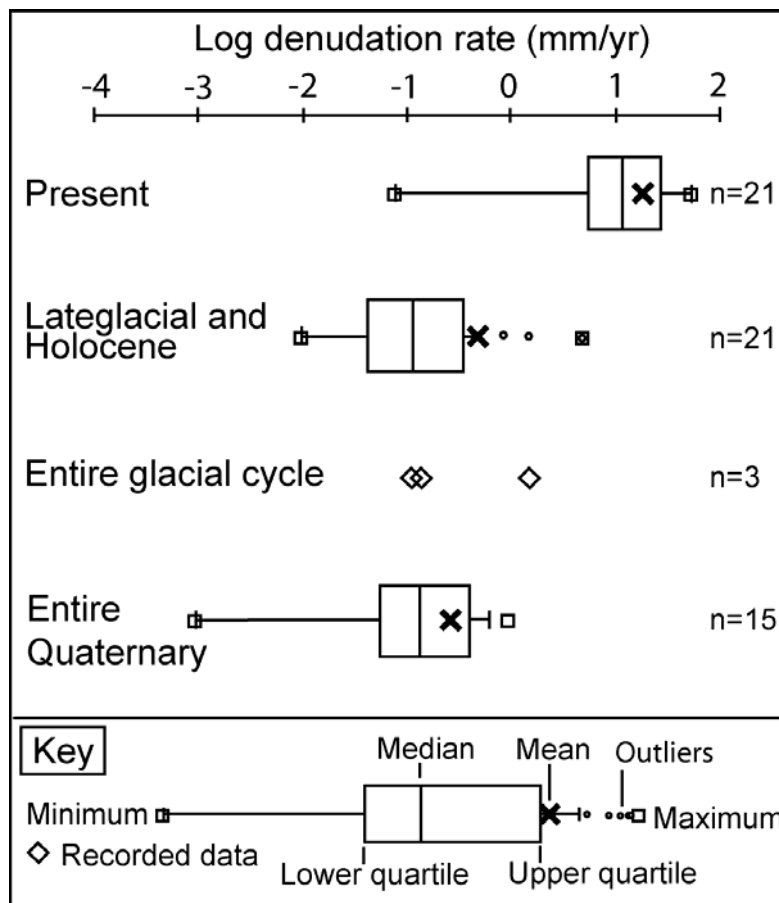 Log denudation rate (mm/yr)
-4 -3 -2 -1 0 1 2
Present n=21
Lateglacial and
Holocene n=21
Entire glacial cycle n=3
Entire
Quaternary n=15
Key
Median Mean Outliers
Minimum Maximum
Recorded data
Lower quartile Upper quartile